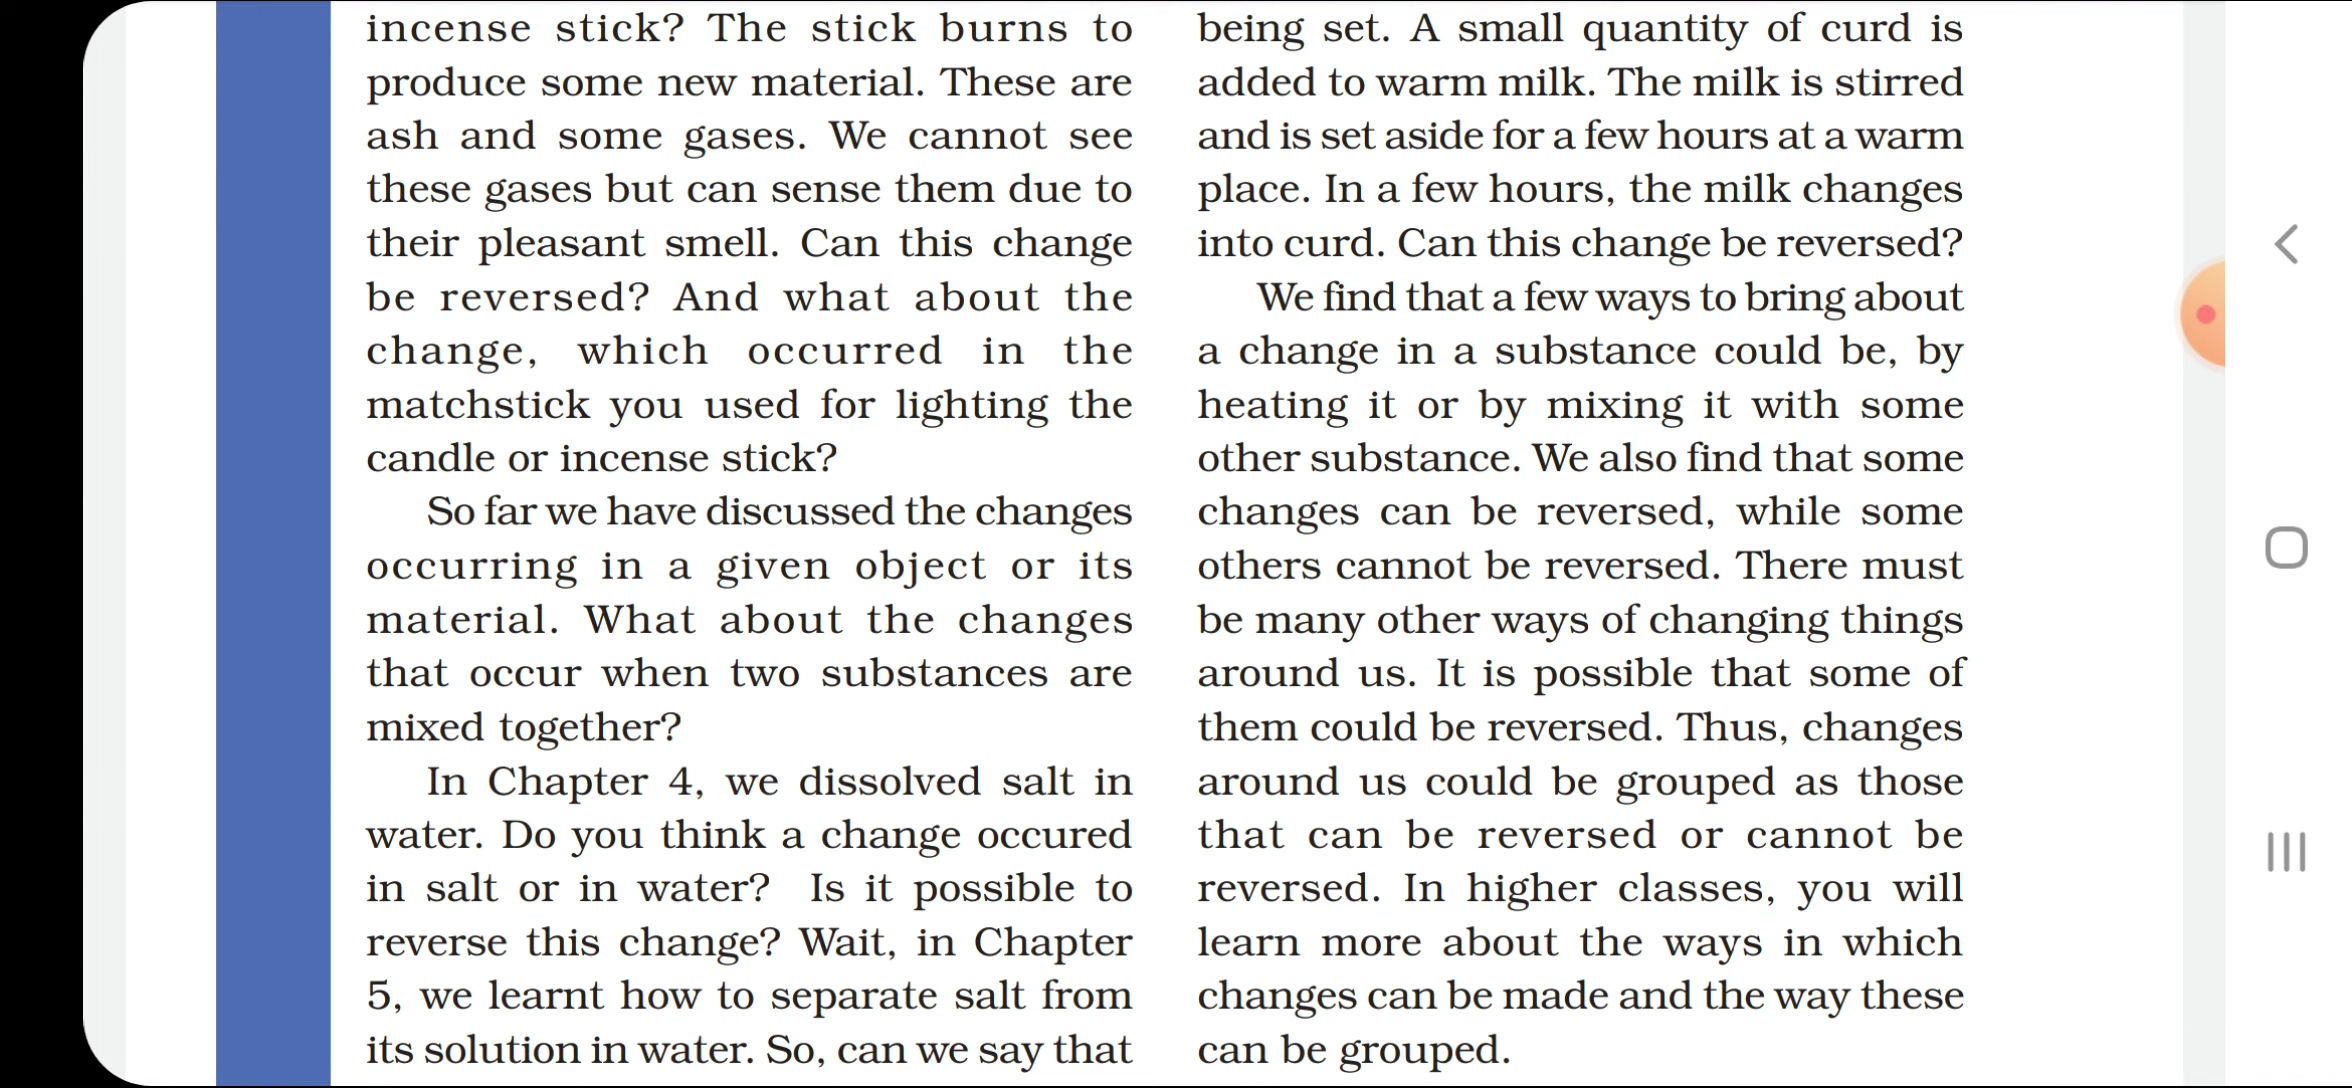 incense stick? The stick burns to
produce some new material. These are
ash and some gases. We cannot see
these gases but can sense them due to
their pleasant smell. Can this change
be reversed? And what about the
change, which occurred in the
matchstick you used for lighting the
candle or incense stick?
So far we have discussed the changes
occurring in a given object or its
material. What about the changes
that occur when two substances are
mixed together?
In Chapter 4, we dissolved salt in
water. Do you think a change occured
in salt or in water? Is it possible to
reverse this change? Wait, in Chapter
5, we learnt how to separate salt from
its solution in water. So, can we say that
being set. A small quantity of curd is
added to warm milk. The milk is stirred
and is set aside for a few hours at a warm
place. In a few hours, the milk changes
into curd. Can this change be reversed?
We find that a few ways to bring about
a change in a substance could be, by
heating it or by mixing it with some
other substance. We also find that some
changes can be reversed, while some
others cannot be reversed. There must
be many other ways of changing things
around us. It is possible that some of
them could be reversed. Thus, changes
around us could be grouped as those
that can be reversed or cannot be
reversed. In higher classes, you will
learn more about the ways in which
changes can be made and the way these
can be grouped.